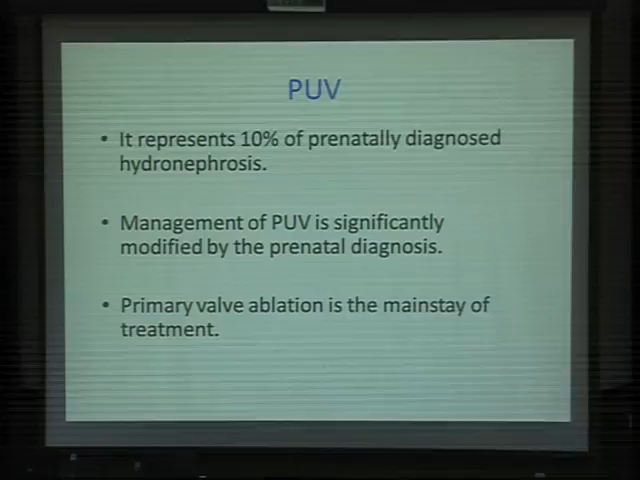 PUV
• It represents 10% of prenatally diagnosed
hydronephrosis.
• Management of PUV is significantly
modified by the prenatal diagnosis.
• Primary valve ablation is the mainstay of
treatment.